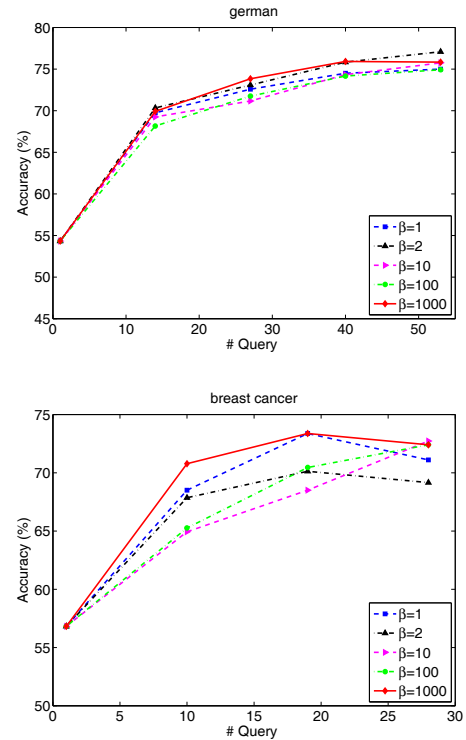 german
80
75
70
65
60
55
50
45
0 10 20 30 40 50
Accuracy (%)
# Query
β=1
β=2
β=10
β=100
β=1000
breast cancer
75
70
65
60
55
50
0 5 10 15 20 25 30
Accuracy (%)
# Query
β=1
β=2
β=10
β=100
β=1000